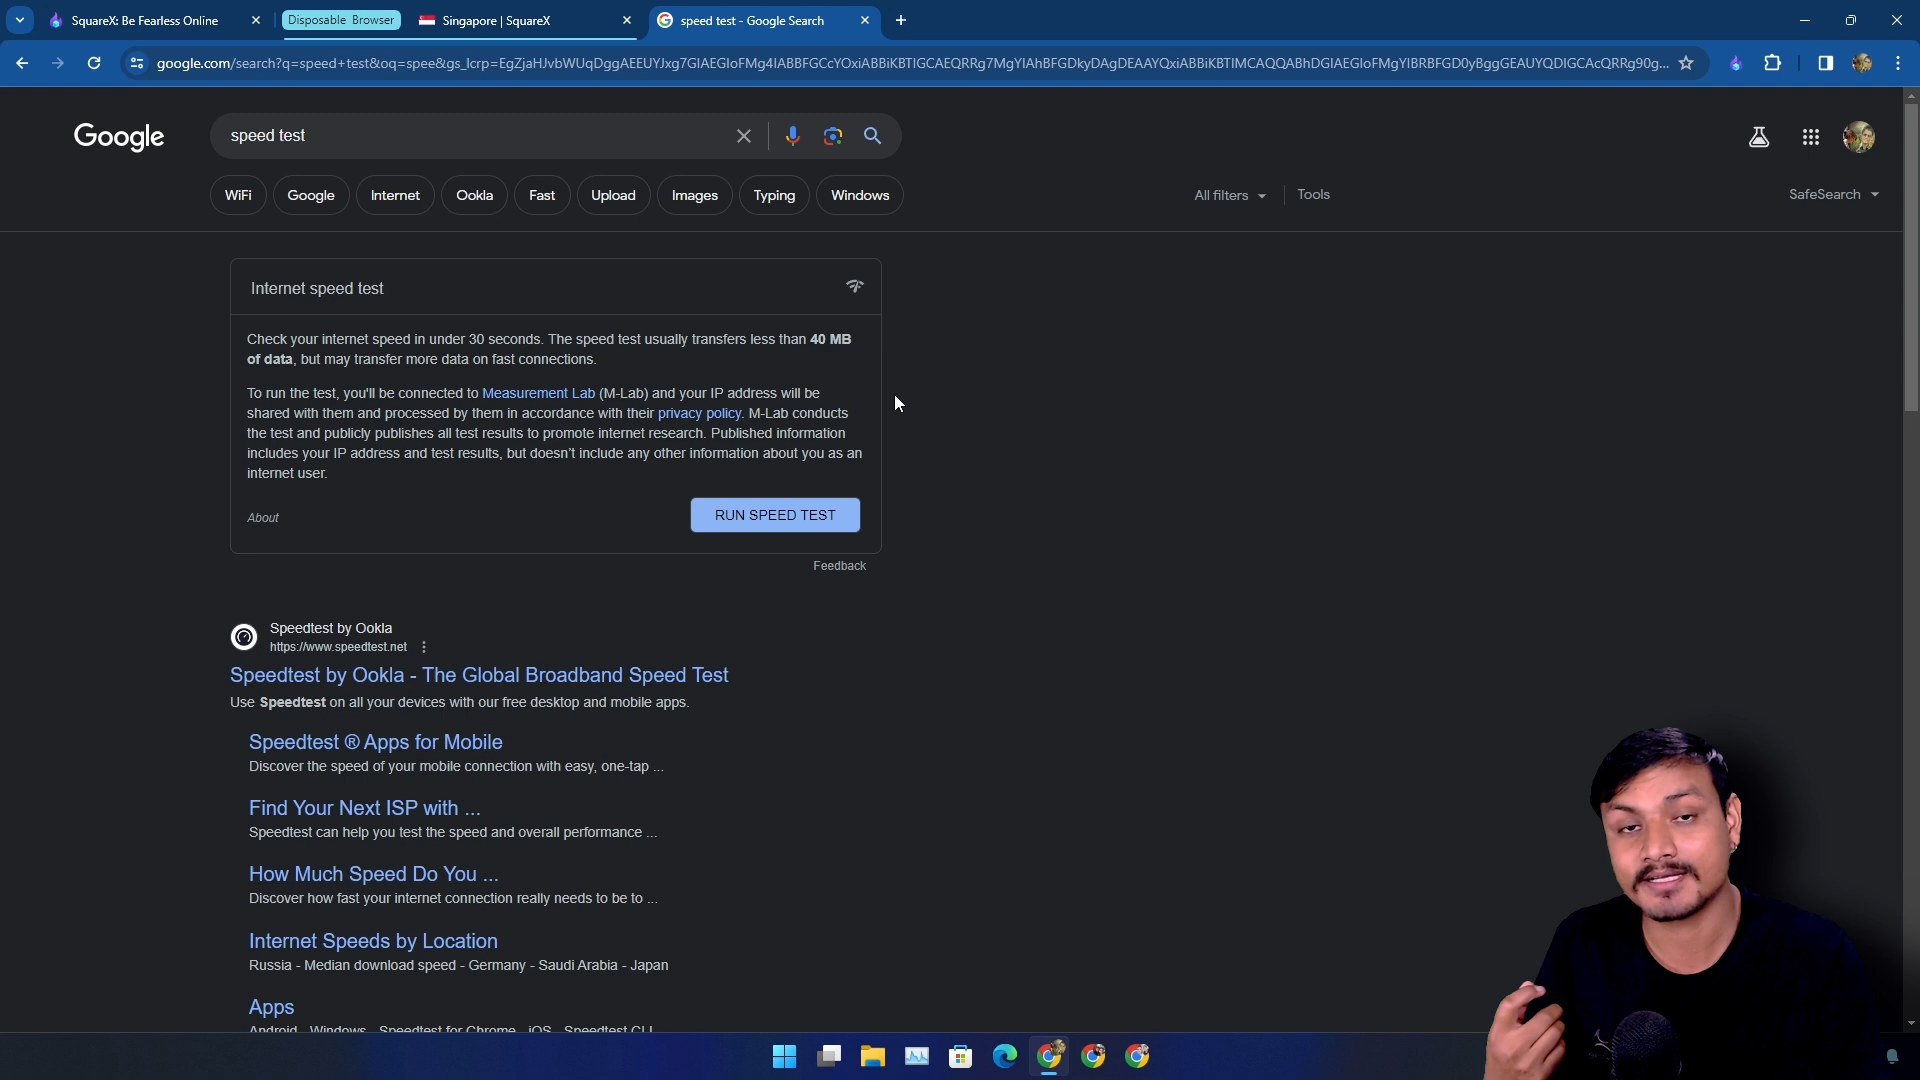 SquareX: Be Fearless Online
Disposable Browser
Singapore | SquareX
speed test - Google Search
Google
speed test
WiFi
Google
Internet
Ookla
Fast
Upload
Images
Typing
Windows
All filters
Tools
SafeSearch
Internet speed test
Check your internet speed in under 30 seconds. The speed test usually transfers less than 40 MB
of data, but may transfer more data on fast connections.
To run the test, you'll be connected to Measurement Lab (M-Lab) and your IP address will be
shared with them and processed by them in accordance with their privacy policy. M-Lab conducts
the test and publicly publishes all test results to promote internet research. Published information
includes your IP address and test results, but doesn't include any other information about you as an
internet user.
About
RUN SPEED TEST
Feedback
Speedtest by Ookla
https://www.speedtest.net
Speedtest by Ookla - The Global Broadband Speed Test
Use Speedtest on all your devices with our free desktop and mobile apps.
Speedtest ® Apps for Mobile
Discover the speed of your mobile connection with easy, one-tap ...
Find Your Next ISP with ...
Speedtest can help you test the speed and overall performance ...
How Much Speed Do You ...
Discover how fast your internet connection really needs to be to ...
Internet Speeds by Location
Russia - Median download speed - Germany - Saudi Arabia - Japan
Apps
Android - Windows - Speedtest for Chrome - iOS - Speedtest CLI